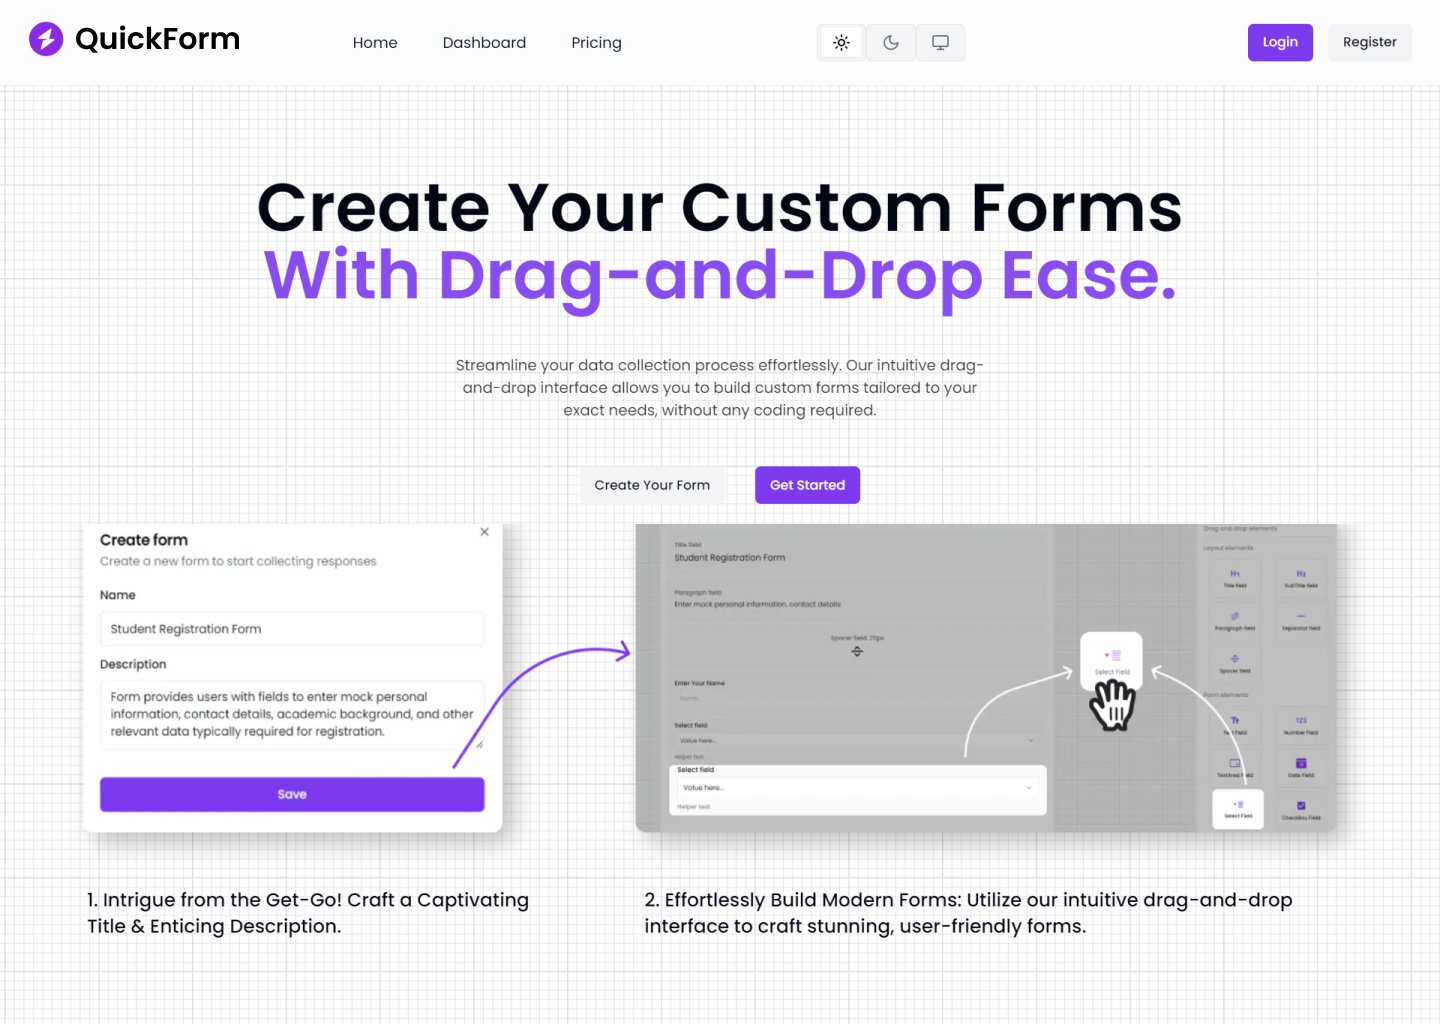 QuickForm
Home
Dashboard
Pricing
Login
Register
Create Your Custom Forms
With Drag-and-Drop Ease.
Streamline your data collection process effortlessly. Our intuitive drag-
and-drop interface allows you to build custom forms tailored to your
exact needs, without any coding required.
Create Your Form
Get Started
Create form
Create a new form to start collecting responses
Name
Student Registration Form
Description
Form provides users with fields to enter mock personal
information, contact details, academic background, and other
relevant data typically required for registration.
Save
Title field
Student Registration Form
Paragraph field
Enter mock personal information, contact details
Spacer field: 20px
Enter Your Name
Name...
Select field
Value here...
Helper text
Select field
Value here...
Helper text
Select Field
Drag and drop elements
Layout elements
H1
Title field
H2
SubTitle field
Paragraph field
Separator field
Spacer field
Form elements
Tr
Text Field
123
Number Field
TextArea Field
Date Field
Select Field
CheckBox Field
1. Intrigue from the Get-Go! Craft a Captivating
Title & Enticing Description.
2. Effortlessly Build Modern Forms: Utilize our intuitive drag-and-drop
interface to craft stunning, user-friendly forms.